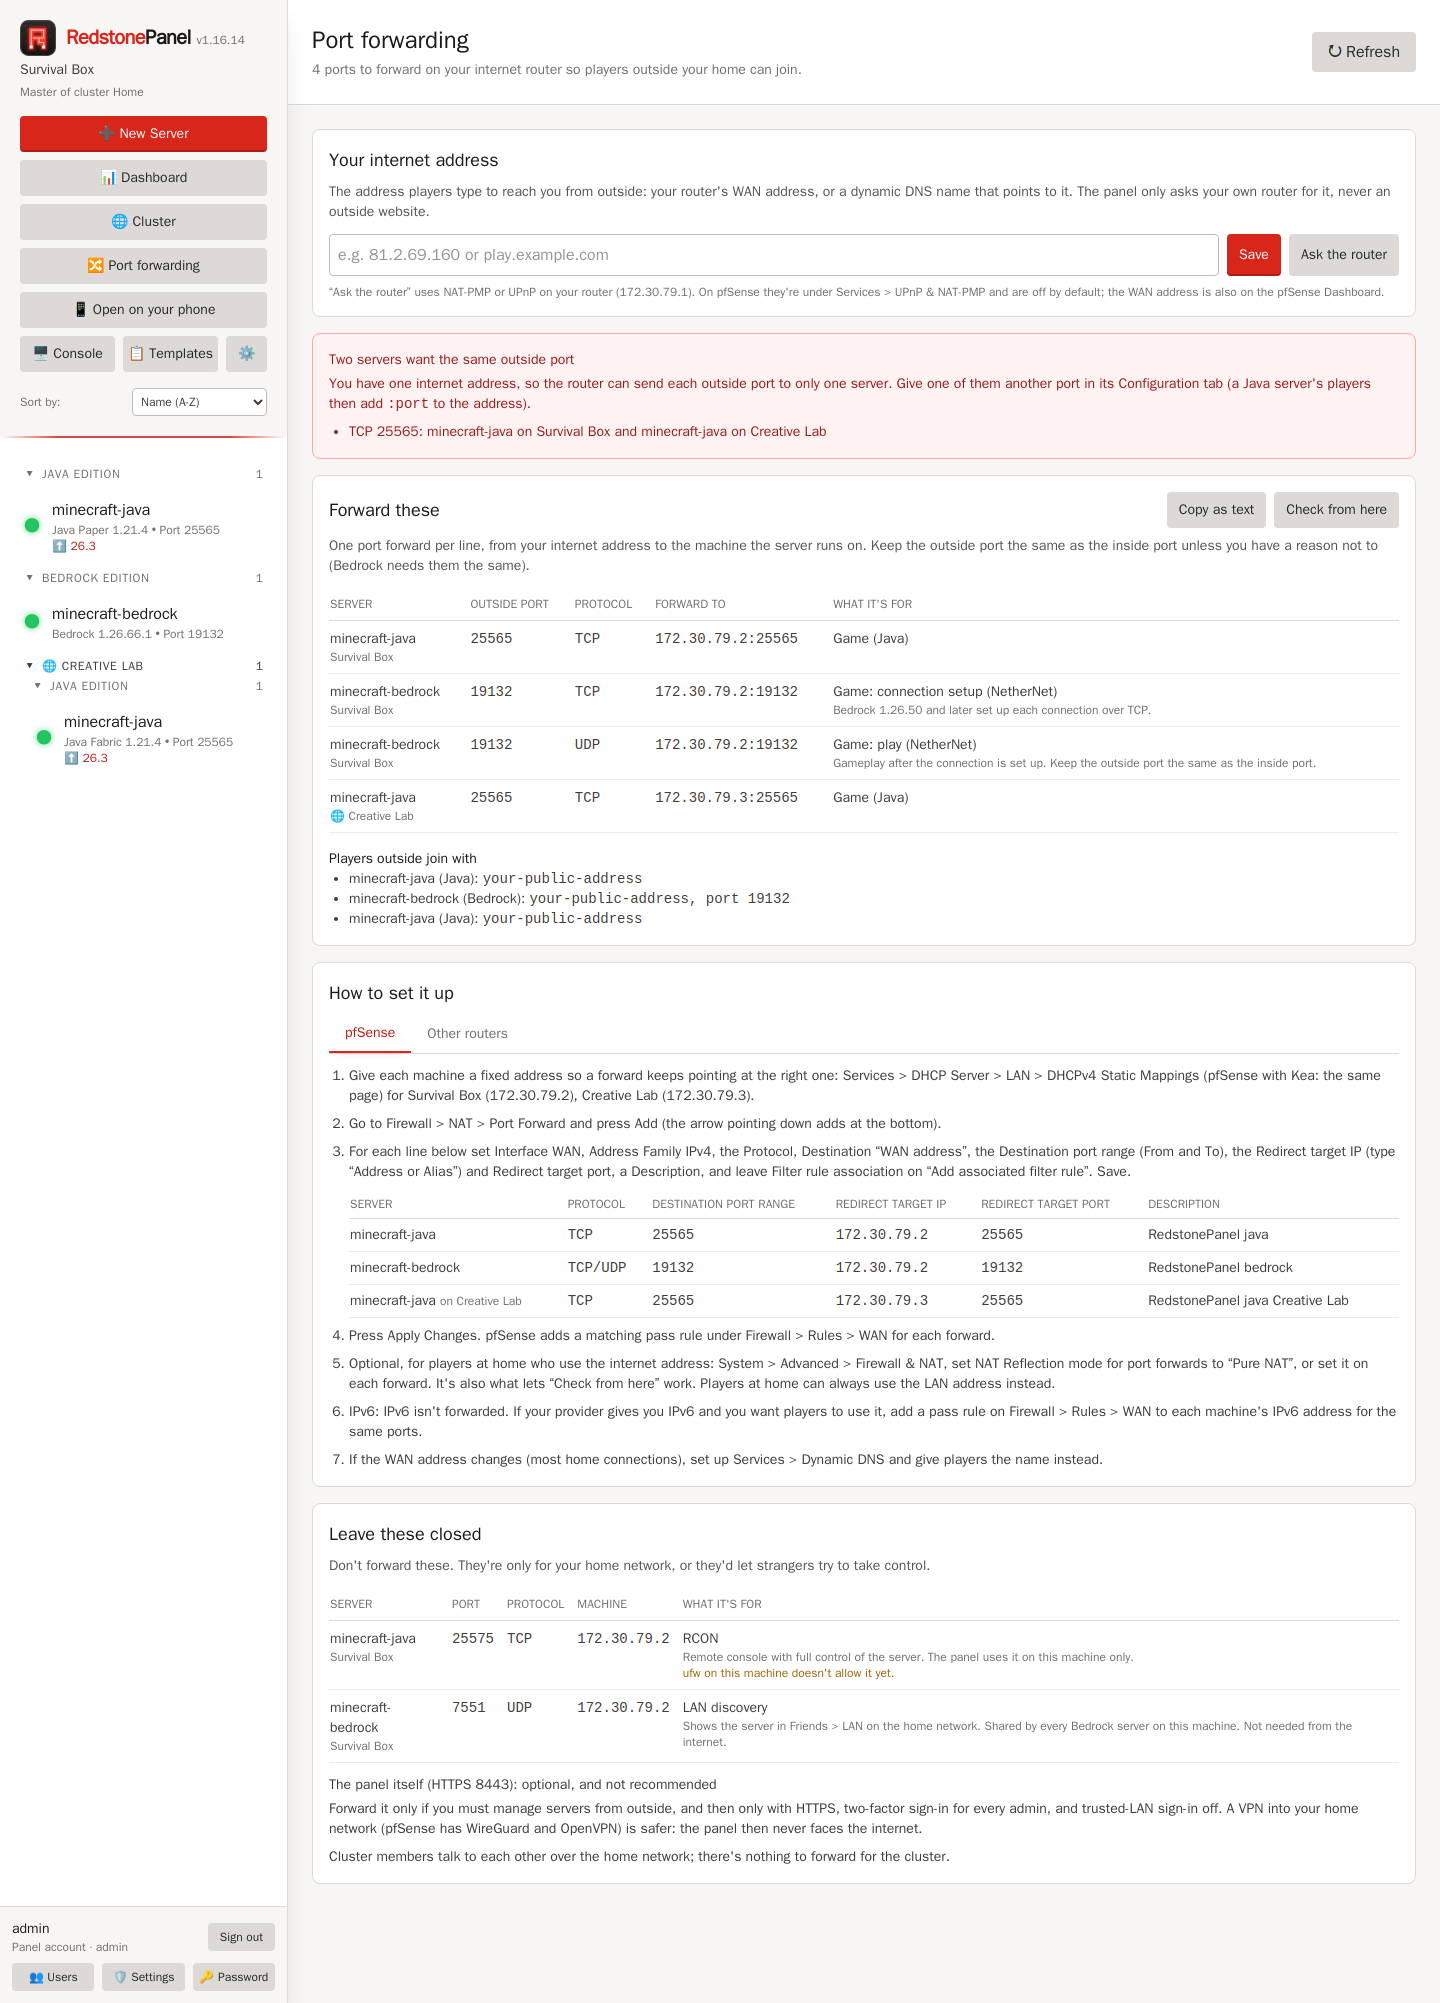 RedstonePanel v1.16.14
Survival Box
Master of cluster Home
➕ New Server
📊 Dashboard
🌐 Cluster
🔀 Port forwarding
📱 Open on your phone
🖥️ Console
📋 Templates
⚙️
Sort by:
Name (A-Z)
▼ JAVA EDITION 1
minecraft-java
Java Paper 1.21.4 • Port 25565
⬆️ 26.3
▼ BEDROCK EDITION 1
minecraft-bedrock
Bedrock 1.26.66.1 • Port 19132
▼ 🌐 CREATIVE LAB 1
▼ JAVA EDITION 1
minecraft-java
Java Fabric 1.21.4 • Port 25565
⬆️ 26.3
admin
Panel account · admin
Sign out
👥 Users
🛡️ Settings
🔑 Password
Port forwarding
4 ports to forward on your internet router so players outside your home can join.
↻ Refresh
Your internet address
The address players type to reach you from outside: your router's WAN address, or a dynamic DNS name that points to it. The panel only asks your own router for it, never an
outside website.
e.g. 81.2.69.160 or play.example.com
Save
Ask the router
“Ask the router” uses NAT-PMP or UPnP on your router (172.30.79.1). On pfSense they're under Services > UPnP & NAT-PMP and are off by default; the WAN address is also on the pfSense Dashboard.
Two servers want the same outside port
You have one internet address, so the router can send each outside port to only one server. Give one of them another port in its Configuration tab (a Java server's players
then add :port to the address).
• TCP 25565: minecraft-java on Survival Box and minecraft-java on Creative Lab
Forward these
Copy as text
Check from here
One port forward per line, from your internet address to the machine the server runs on. Keep the outside port the same as the inside port unless you have a reason not to
(Bedrock needs them the same).
SERVER OUTSIDE PORT PROTOCOL FORWARD TO WHAT IT'S FOR
minecraft-java 25565 TCP 172.30.79.2:25565 Game (Java)
Survival Box
minecraft-bedrock 19132 TCP 172.30.79.2:19132 Game: connection setup (NetherNet)
Survival Box Bedrock 1.26.50 and later set up each connection over TCP.
minecraft-bedrock 19132 UDP 172.30.79.2:19132 Game: play (NetherNet)
Survival Box Gameplay after the connection is set up. Keep the outside port the same as the inside port.
minecraft-java 25565 TCP 172.30.79.3:25565 Game (Java)
🌐 Creative Lab
Players outside join with
• minecraft-java (Java): your-public-address
• minecraft-bedrock (Bedrock): your-public-address, port 19132
• minecraft-java (Java): your-public-address
How to set it up
pfSense Other routers
1. Give each machine a fixed address so a forward keeps pointing at the right one: Services > DHCP Server > LAN > DHCPv4 Static Mappings (pfSense with Kea: the same
page) for Survival Box (172.30.79.2), Creative Lab (172.30.79.3).
2. Go to Firewall > NAT > Port Forward and press Add (the arrow pointing down adds at the bottom).
3. For each line below set Interface WAN, Address Family IPv4, the Protocol, Destination “WAN address”, the Destination port range (From and To), the Redirect target IP (type
“Address or Alias”) and Redirect target port, a Description, and leave Filter rule association on “Add associated filter rule”. Save.
SERVER PROTOCOL DESTINATION PORT RANGE REDIRECT TARGET IP REDIRECT TARGET PORT DESCRIPTION
minecraft-java TCP 25565 172.30.79.2 25565 RedstonePanel java
minecraft-bedrock TCP/UDP 19132 172.30.79.2 19132 RedstonePanel bedrock
minecraft-java on Creative Lab TCP 25565 172.30.79.3 25565 RedstonePanel java Creative Lab
4. Press Apply Changes. pfSense adds a matching pass rule under Firewall > Rules > WAN for each forward.
5. Optional, for players at home who use the internet address: System > Advanced > Firewall & NAT, set NAT Reflection mode for port forwards to “Pure NAT”, or set it on
each forward. It's also what lets “Check from here” work. Players at home can always use the LAN address instead.
6. IPv6: IPv6 isn't forwarded. If your provider gives you IPv6 and you want players to use it, add a pass rule on Firewall > Rules > WAN to each machine's IPv6 address for the
same ports.
7. If the WAN address changes (most home connections), set up Services > Dynamic DNS and give players the name instead.
Leave these closed
Don't forward these. They're only for your home network, or they'd let strangers try to take control.
SERVER PORT PROTOCOL MACHINE WHAT IT'S FOR
minecraft-java 25575 TCP 172.30.79.2 RCON
Survival Box Remote console with full control of the server. The panel uses it on this machine only.
ufw on this machine doesn't allow it yet.
minecraft- 7551 UDP 172.30.79.2 LAN discovery
bedrock Shows the server in Friends > LAN on the home network. Shared by every Bedrock server on this machine. Not needed from the
Survival Box internet.
The panel itself (HTTPS 8443): optional, and not recommended
Forward it only if you must manage servers from outside, and then only with HTTPS, two-factor sign-in for every admin, and trusted-LAN sign-in off. A VPN into your home
network (pfSense has WireGuard and OpenVPN) is safer: the panel then never faces the internet.
Cluster members talk to each other over the home network; there's nothing to forward for the cluster.